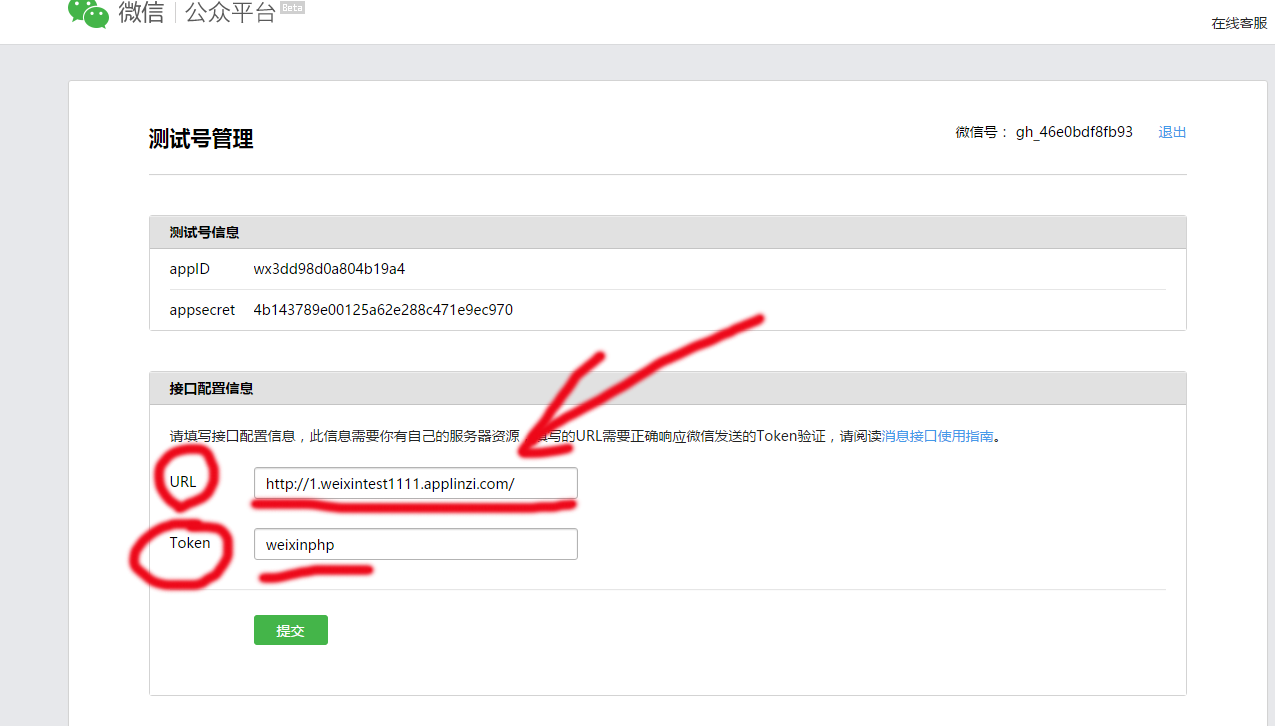 微信 公众平台 Beta
在线客服
测试号管理
微信号： gh_46e0bdf8fb93 退出
测试号信息
appID wx3dd98d0a804b19a4
appsecret 4b143789e00125a62e288c471e9ec970
接口配置信息
请填写接口配置信息，此信息需要你有自己的服务器资源，填写的URL需要正确响应微信发送的Token验证，请阅读消息接口使用指南。
URL http://1.weixintest1111.applinzi.com/
Token weixinphp
提交